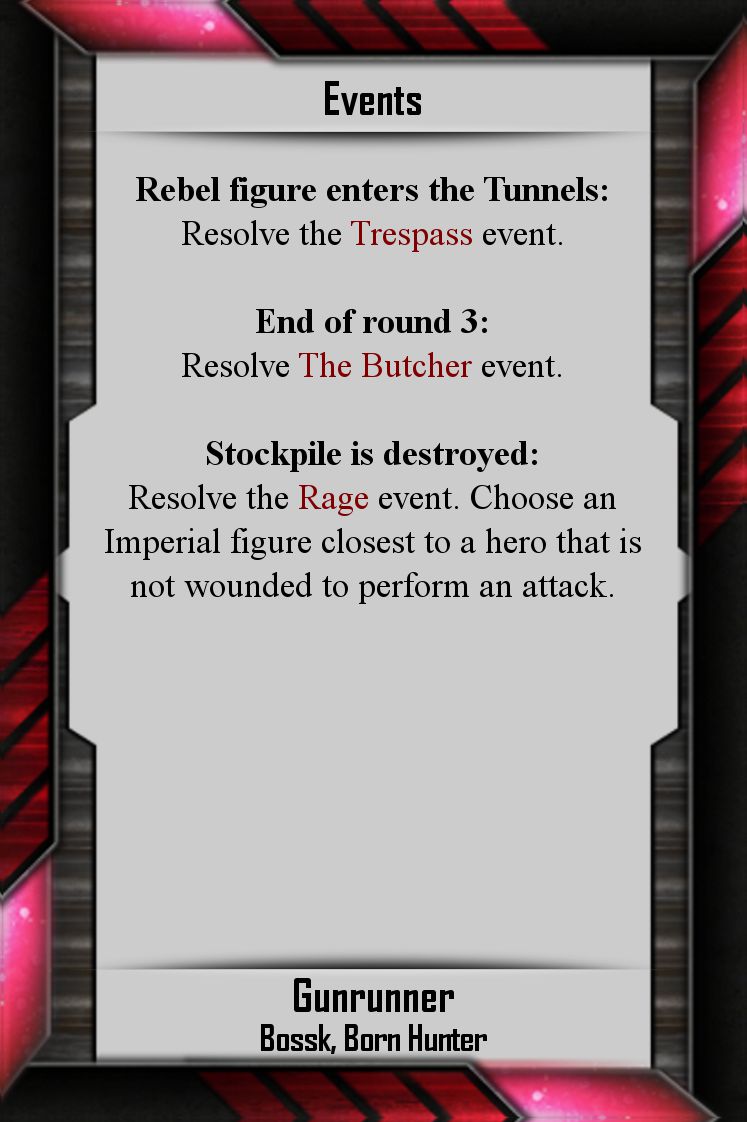 Events
Rebel figure enters the Tunnels:
Resolve the Trespass event.
End of round 3:
Resolve The Butcher event.
Stockpile is destroyed:
Resolve the Rage event. Choose an
Imperial figure closest to a hero that is
not wounded to perform an attack.
Gunrunner
Bossk, Born Hunter